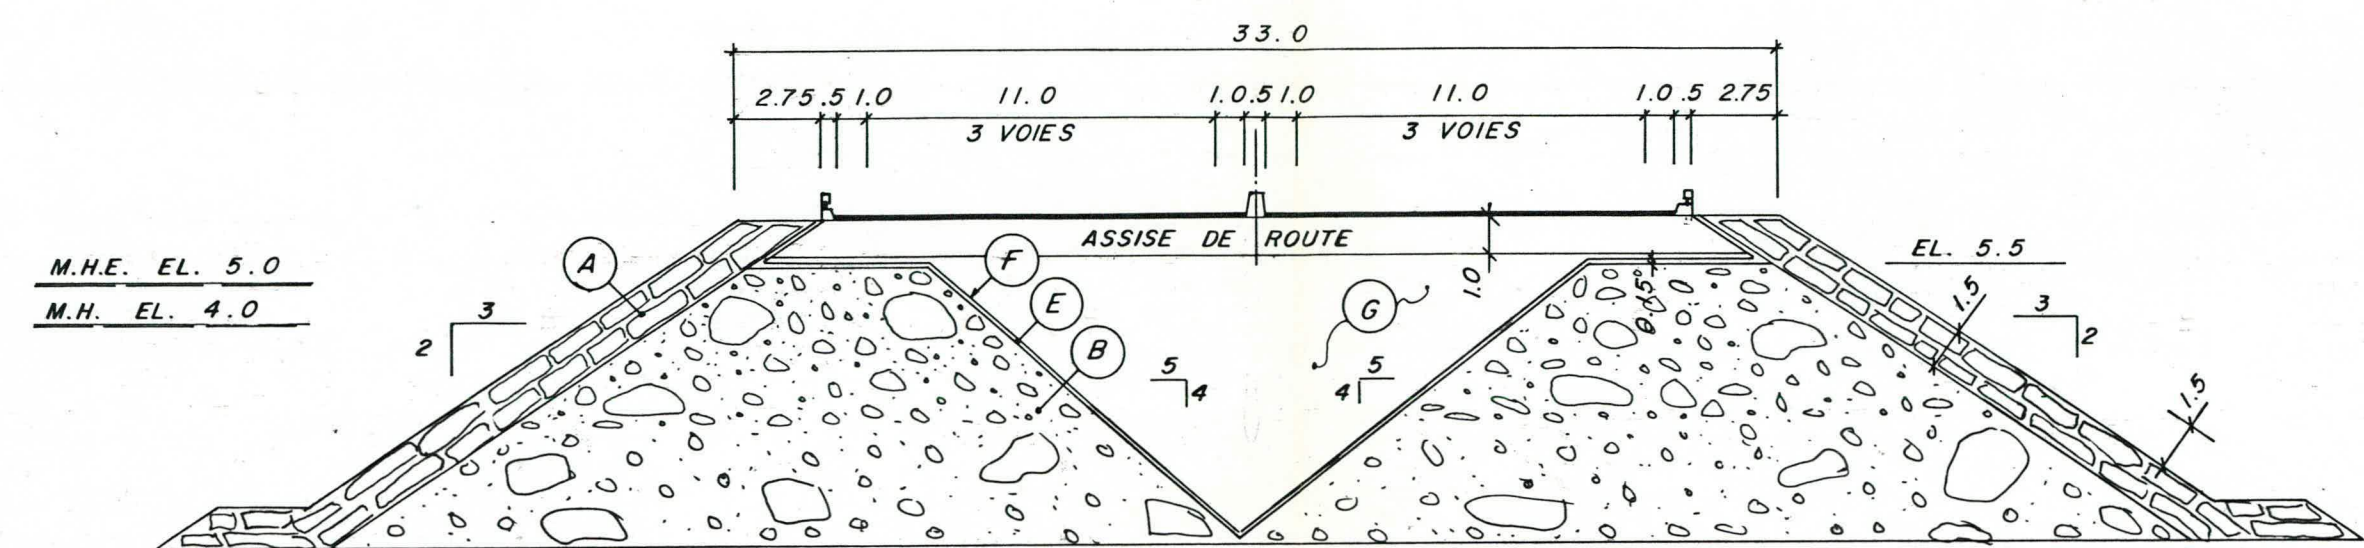 33.0
2.75 .5 1.0 11.0 1.0 .5 1.0 11.0 1.0 .5 2.75
3 VOIES 3 VOIES
ASSISE DE ROUTE
M.H.E. EL. 5.0
M.H. EL. 4.0
A
F
E
B
G
1.0
0.15
EL. 5.5
1.5
1.5
3
2
5
4
5
4
3
2